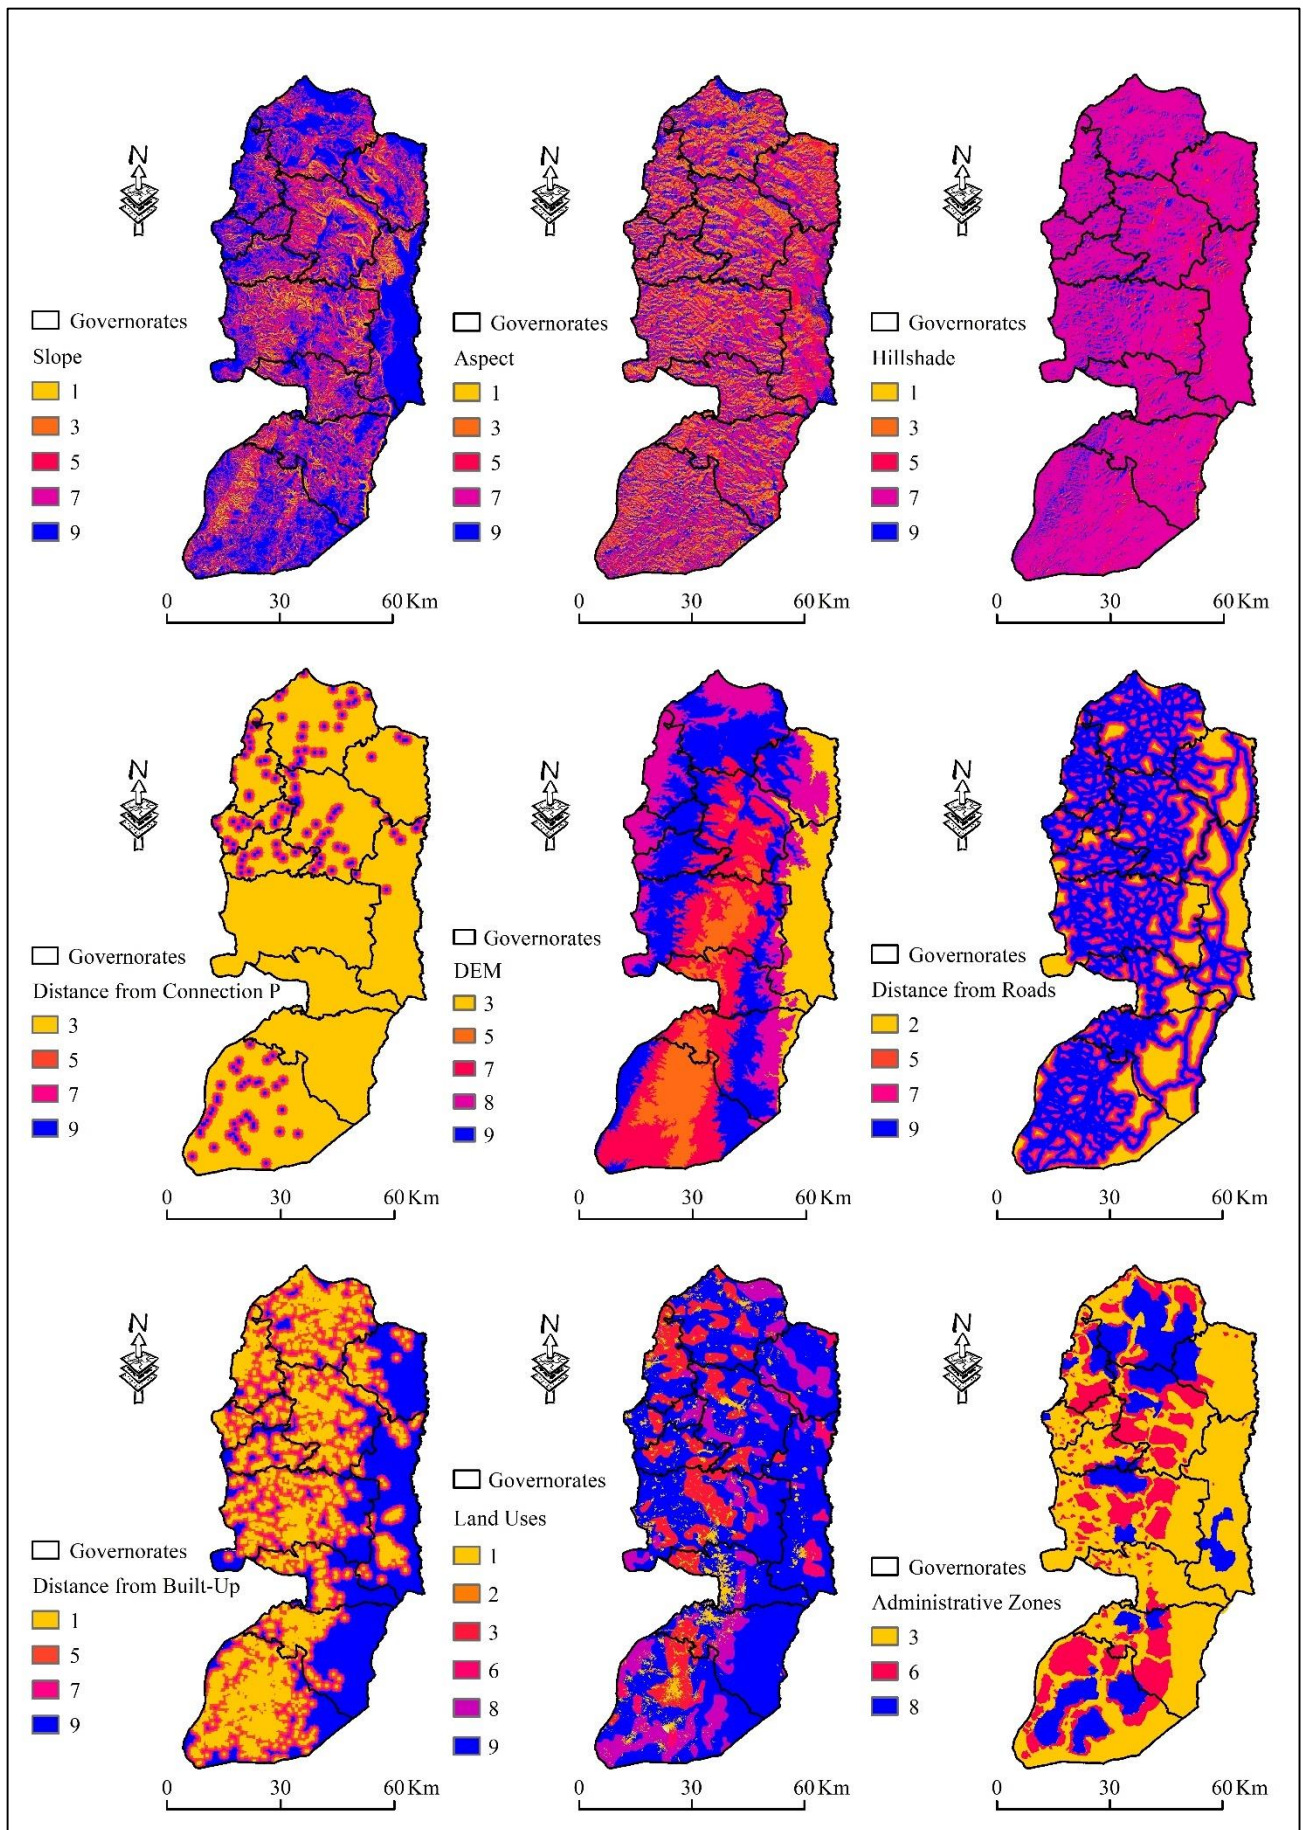 N
N
N
Governorates
Slope
1
3
5
7
9
0 30 60 Km
Governorates
Aspect
1
3
5
7
9
0 30 60 Km
Governorates
Hillshade
1
3
5
7
9
0 30 60 Km
N
N
N
Governorates
Distance from Connection P
3
5
7
9
0 30 60 Km
Governorates
DEM
3
5
7
8
9
0 30 60 Km
Governorates
Distance from Roads
2
5
7
9
0 30 60 Km
N
N
N
Governorates
Distance from Built-Up
1
5
7
9
0 30 60 Km
Governorates
Land Uses
1
2
3
6
8
9
0 30 60 Km
Governorates
Administrative Zones
3
6
8
0 30 60 Km